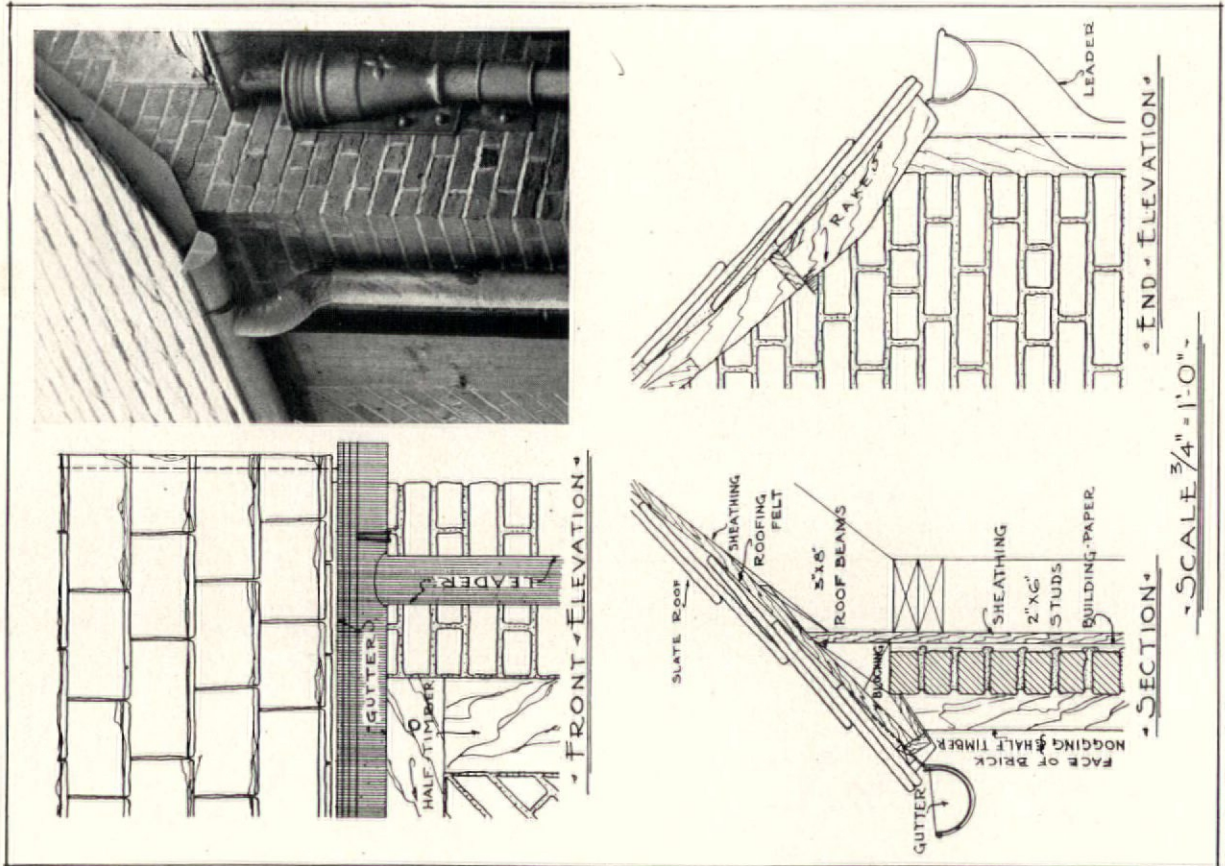 GUTTER
LEADER
HALF TIMBER
· FRONT · ELEVATION ·
SLATE ROOF
SHEATHING
ROOFING
FELT
3"X8"
ROOF BEAMS
BLOCKING
SHEATHING
2"X6"
STUDS
BUILDING-PAPER
GUTTER
FACE OF BRICK
NOGGING & HALF TIMBER
· SECTION ·
RAKES
LEADER
· END · ELEVATION ·
- SCALE 3/4" = 1'-0" -